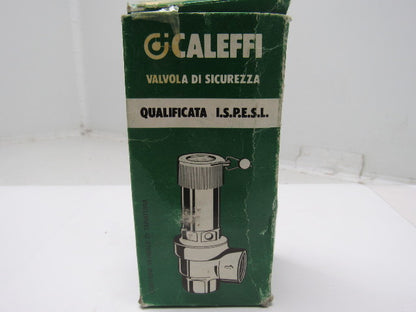 CALEFFI
VALVOLA DI SICUREZZA
QUALIFICATA I.S.P.E.S.L.